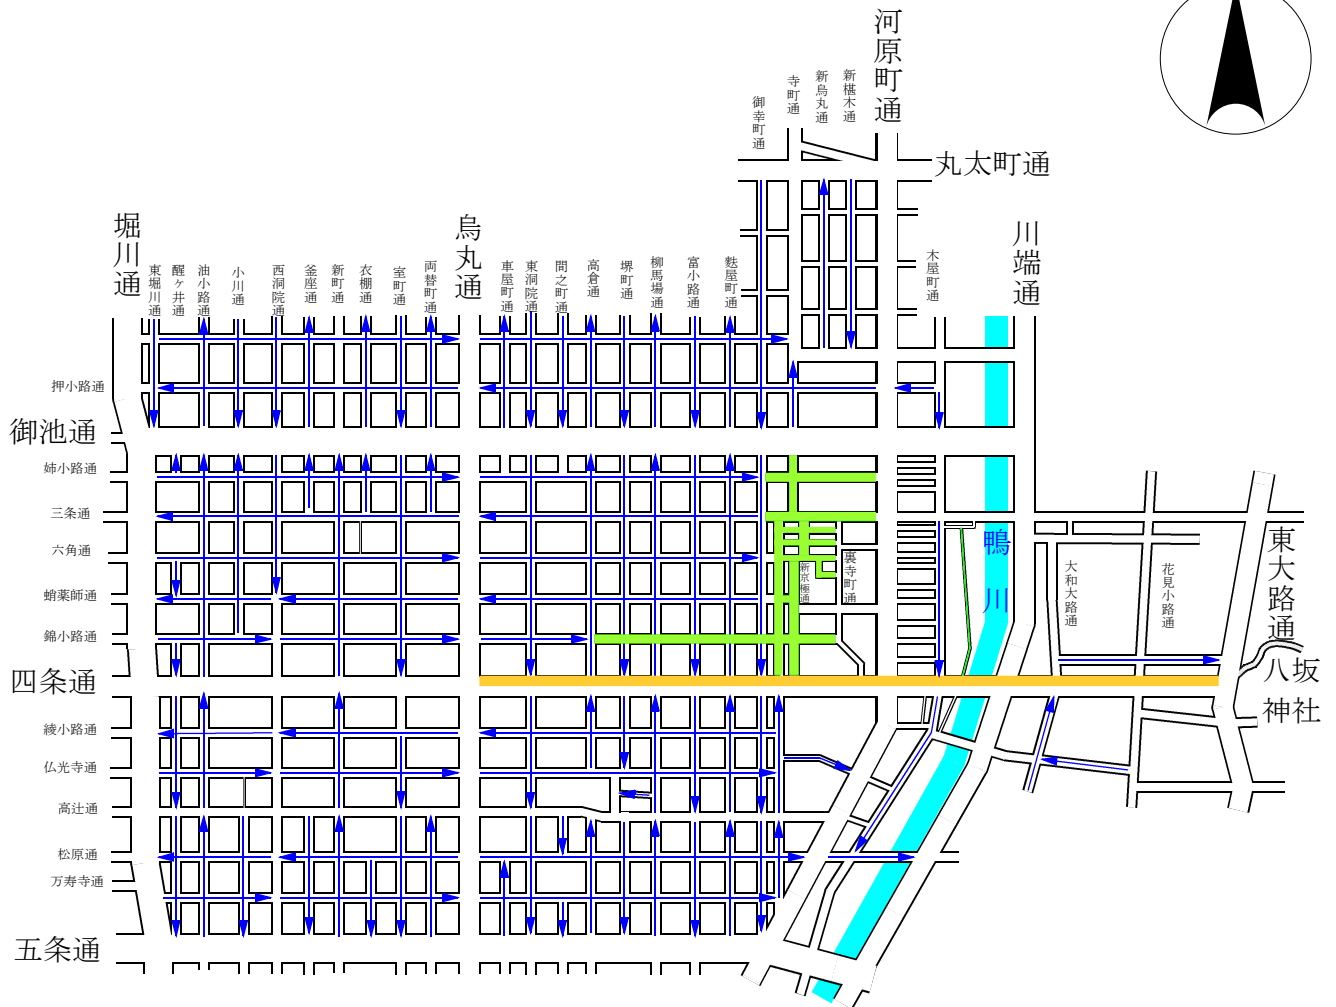 河原町通
御幸町通
寺町通
新烏丸通
新椹木通
丸太町通
堀川通
東堀川通
醒ヶ井通
油小路通
小川通
西洞院通
釜座通
新町通
衣棚通
室町通
両替町通
烏丸通
車屋町通
東洞院通
間之町通
高倉通
堺町通
柳馬場通
富小路通
麩屋町通
木屋町通
川端通
押小路通
御池通
姉小路通
三条通
六角通
蛸薬師通
錦小路通
四条通
綾小路通
仏光寺通
高辻通
松原通
万寿寺通
五条通
新京極通
裏寺町通
鴨川
大和大路通
花見小路通
東大路通
八坂
神社